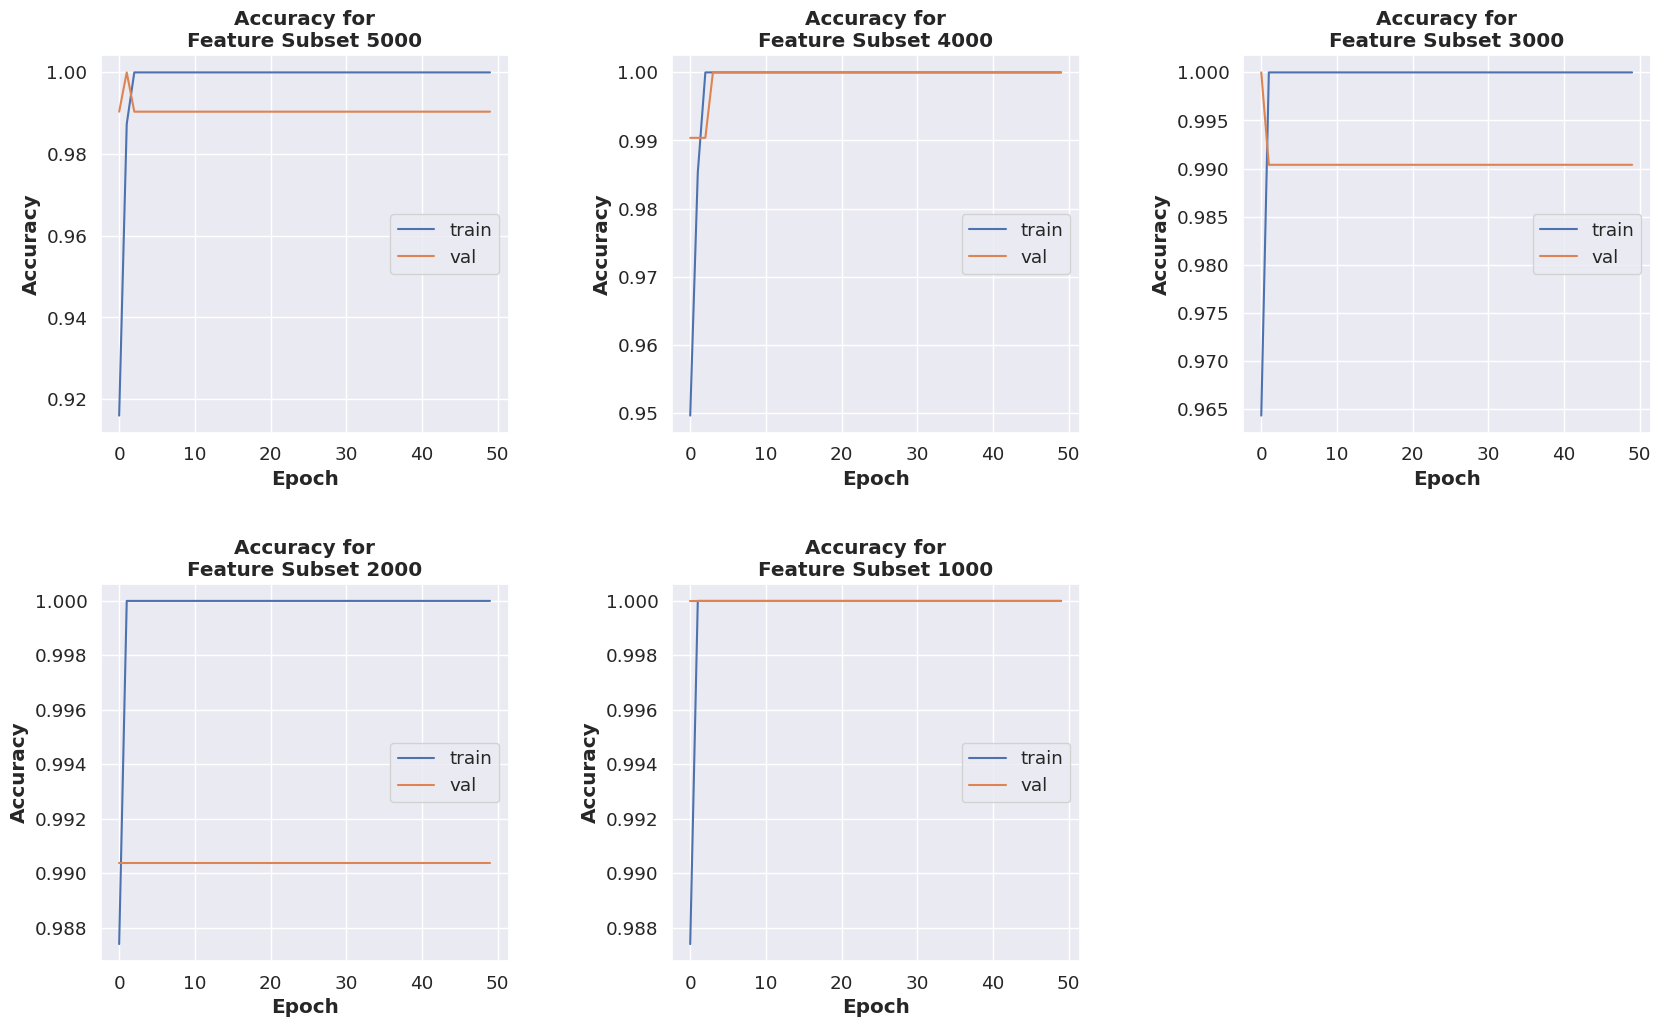 Accuracy for
Feature Subset 5000
1.00
0.98
0.96
0.94
0.92
Accuracy
0
10
20
30
40
50
Epoch
train
val
Accuracy for
Feature Subset 4000
1.00
0.99
0.98
0.97
0.96
0.95
Accuracy
0
10
20
30
40
50
Epoch
train
val
Accuracy for
Feature Subset 3000
1.000
0.995
0.990
0.985
0.980
0.975
0.970
0.965
Accuracy
0
10
20
30
40
50
Epoch
train
val
Accuracy for
Feature Subset 2000
1.000
0.998
0.996
0.994
0.992
0.990
0.988
Accuracy
0
10
20
30
40
50
Epoch
train
val
Accuracy for
Feature Subset 1000
1.000
0.998
0.996
0.994
0.992
0.990
0.988
Accuracy
0
10
20
30
40
50
Epoch
train
val